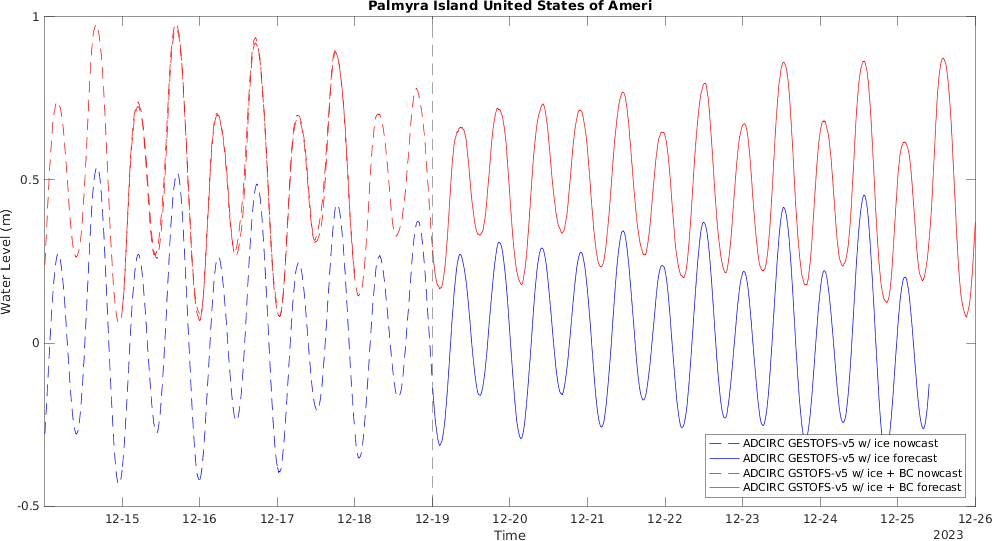 Palmyra Island United States of Ameri
1
0.5
0
-0.5
Water Level (m)
12-15 12-16 12-17 12-18 12-19 12-20 12-21 12-22 12-23 12-24 12-25 12-26
Time
2023
ADCIRC GESTOFS-v5 w/ ice nowcast
ADCIRC GESTOFS-v5 w/ ice forecast
ADCIRC GSTOFS-v5 w/ ice + BC nowcast
ADCIRC GSTOFS-v5 w/ ice + BC forecast